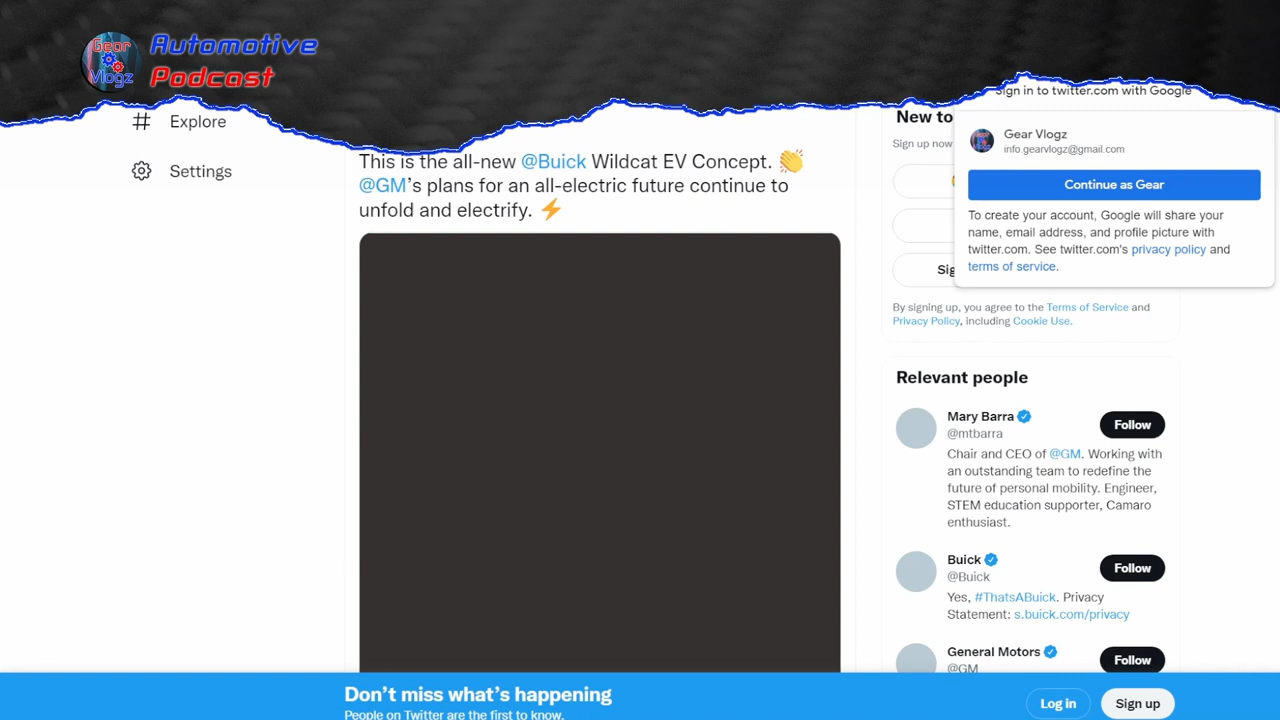 Gear
Vlogz
Automotive
Podcast
Explore
Settings
This is the all-new @Buick Wildcat EV Concept. 👏
@GM’s plans for an all-electric future continue to
unfold and electrify. ⚡
Sign in to twitter.com with Google
Gear Vlogz
info.gearvlogz@gmail.com
Continue as Gear
To create your account, Google will share your
name, email address, and profile picture with
twitter.com. See twitter.com's privacy policy and
terms of service.
New to
Sign up now
Sig
By signing up, you agree to the Terms of Service and
Privacy Policy, including Cookie Use.
Relevant people
Mary Barra
@mtbarra
Follow
Chair and CEO of @GM. Working with
an outstanding team to redefine the
future of personal mobility. Engineer,
STEM education supporter, Camaro
enthusiast.
Buick
@Buick
Follow
Yes, #ThatsABuick. Privacy
Statement: s.buick.com/privacy
General Motors
@GM
Follow
Don’t miss what’s happening
People on Twitter are the first to know.
Log in
Sign up